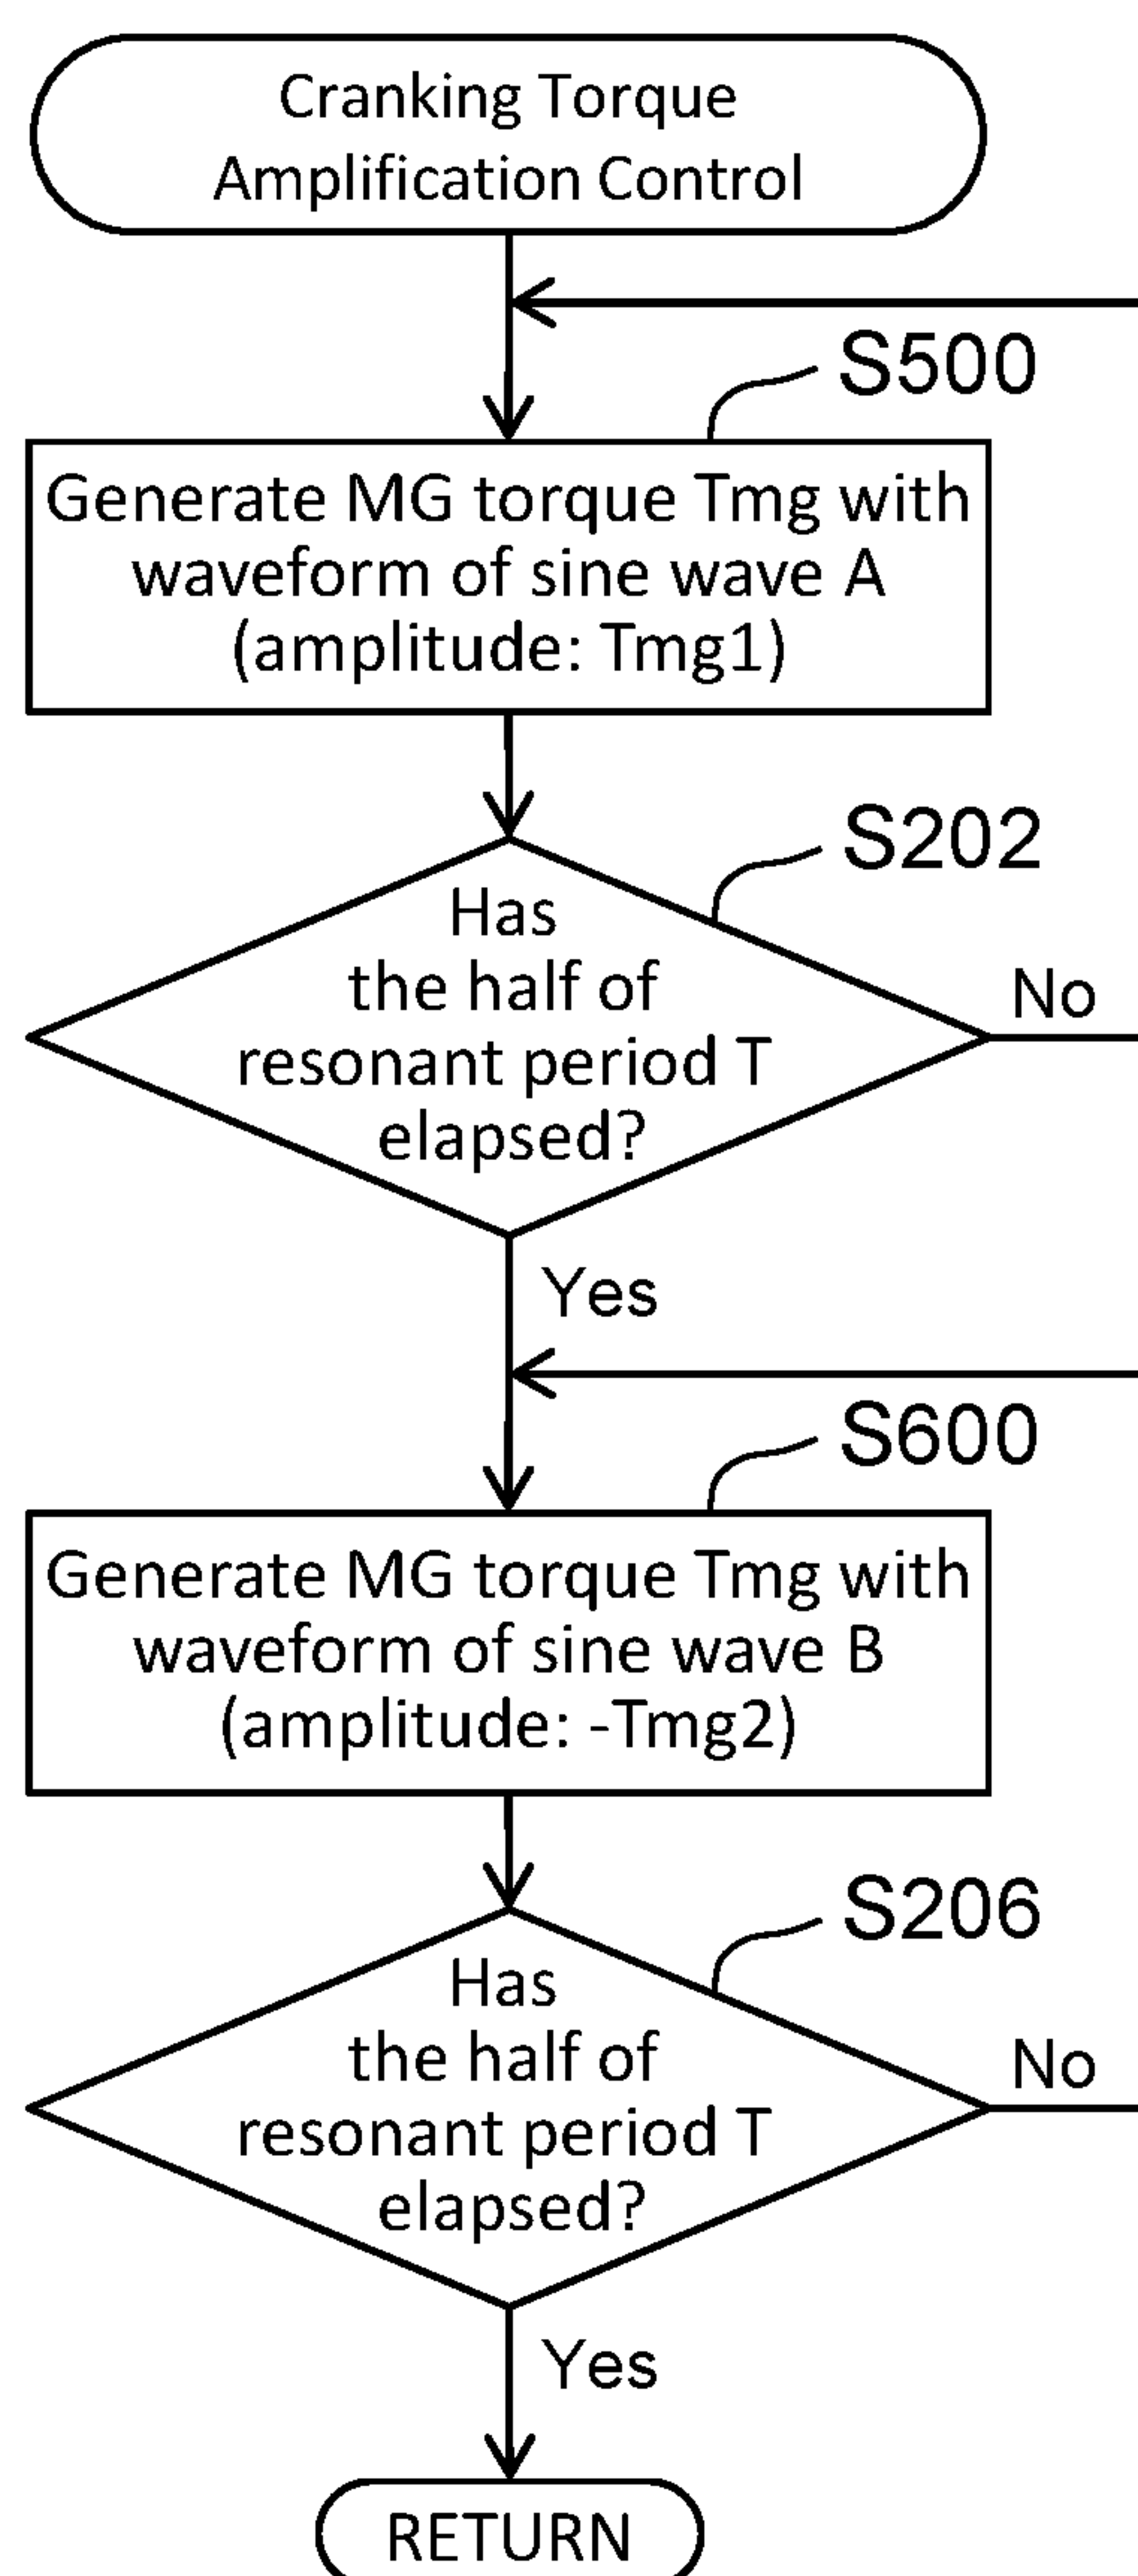 Cranking Torque
Amplification Control
S500
Generate MG torque Tmg with
waveform of sine wave A
(amplitude: Tmg1)
S202
Has
the half of
resonant period T
elapsed?
No
Yes
S600
Generate MG torque Tmg with
waveform of sine wave B
(amplitude: -Tmg2)
S206
Has
the half of
resonant period T
elapsed?
No
Yes
RETURN